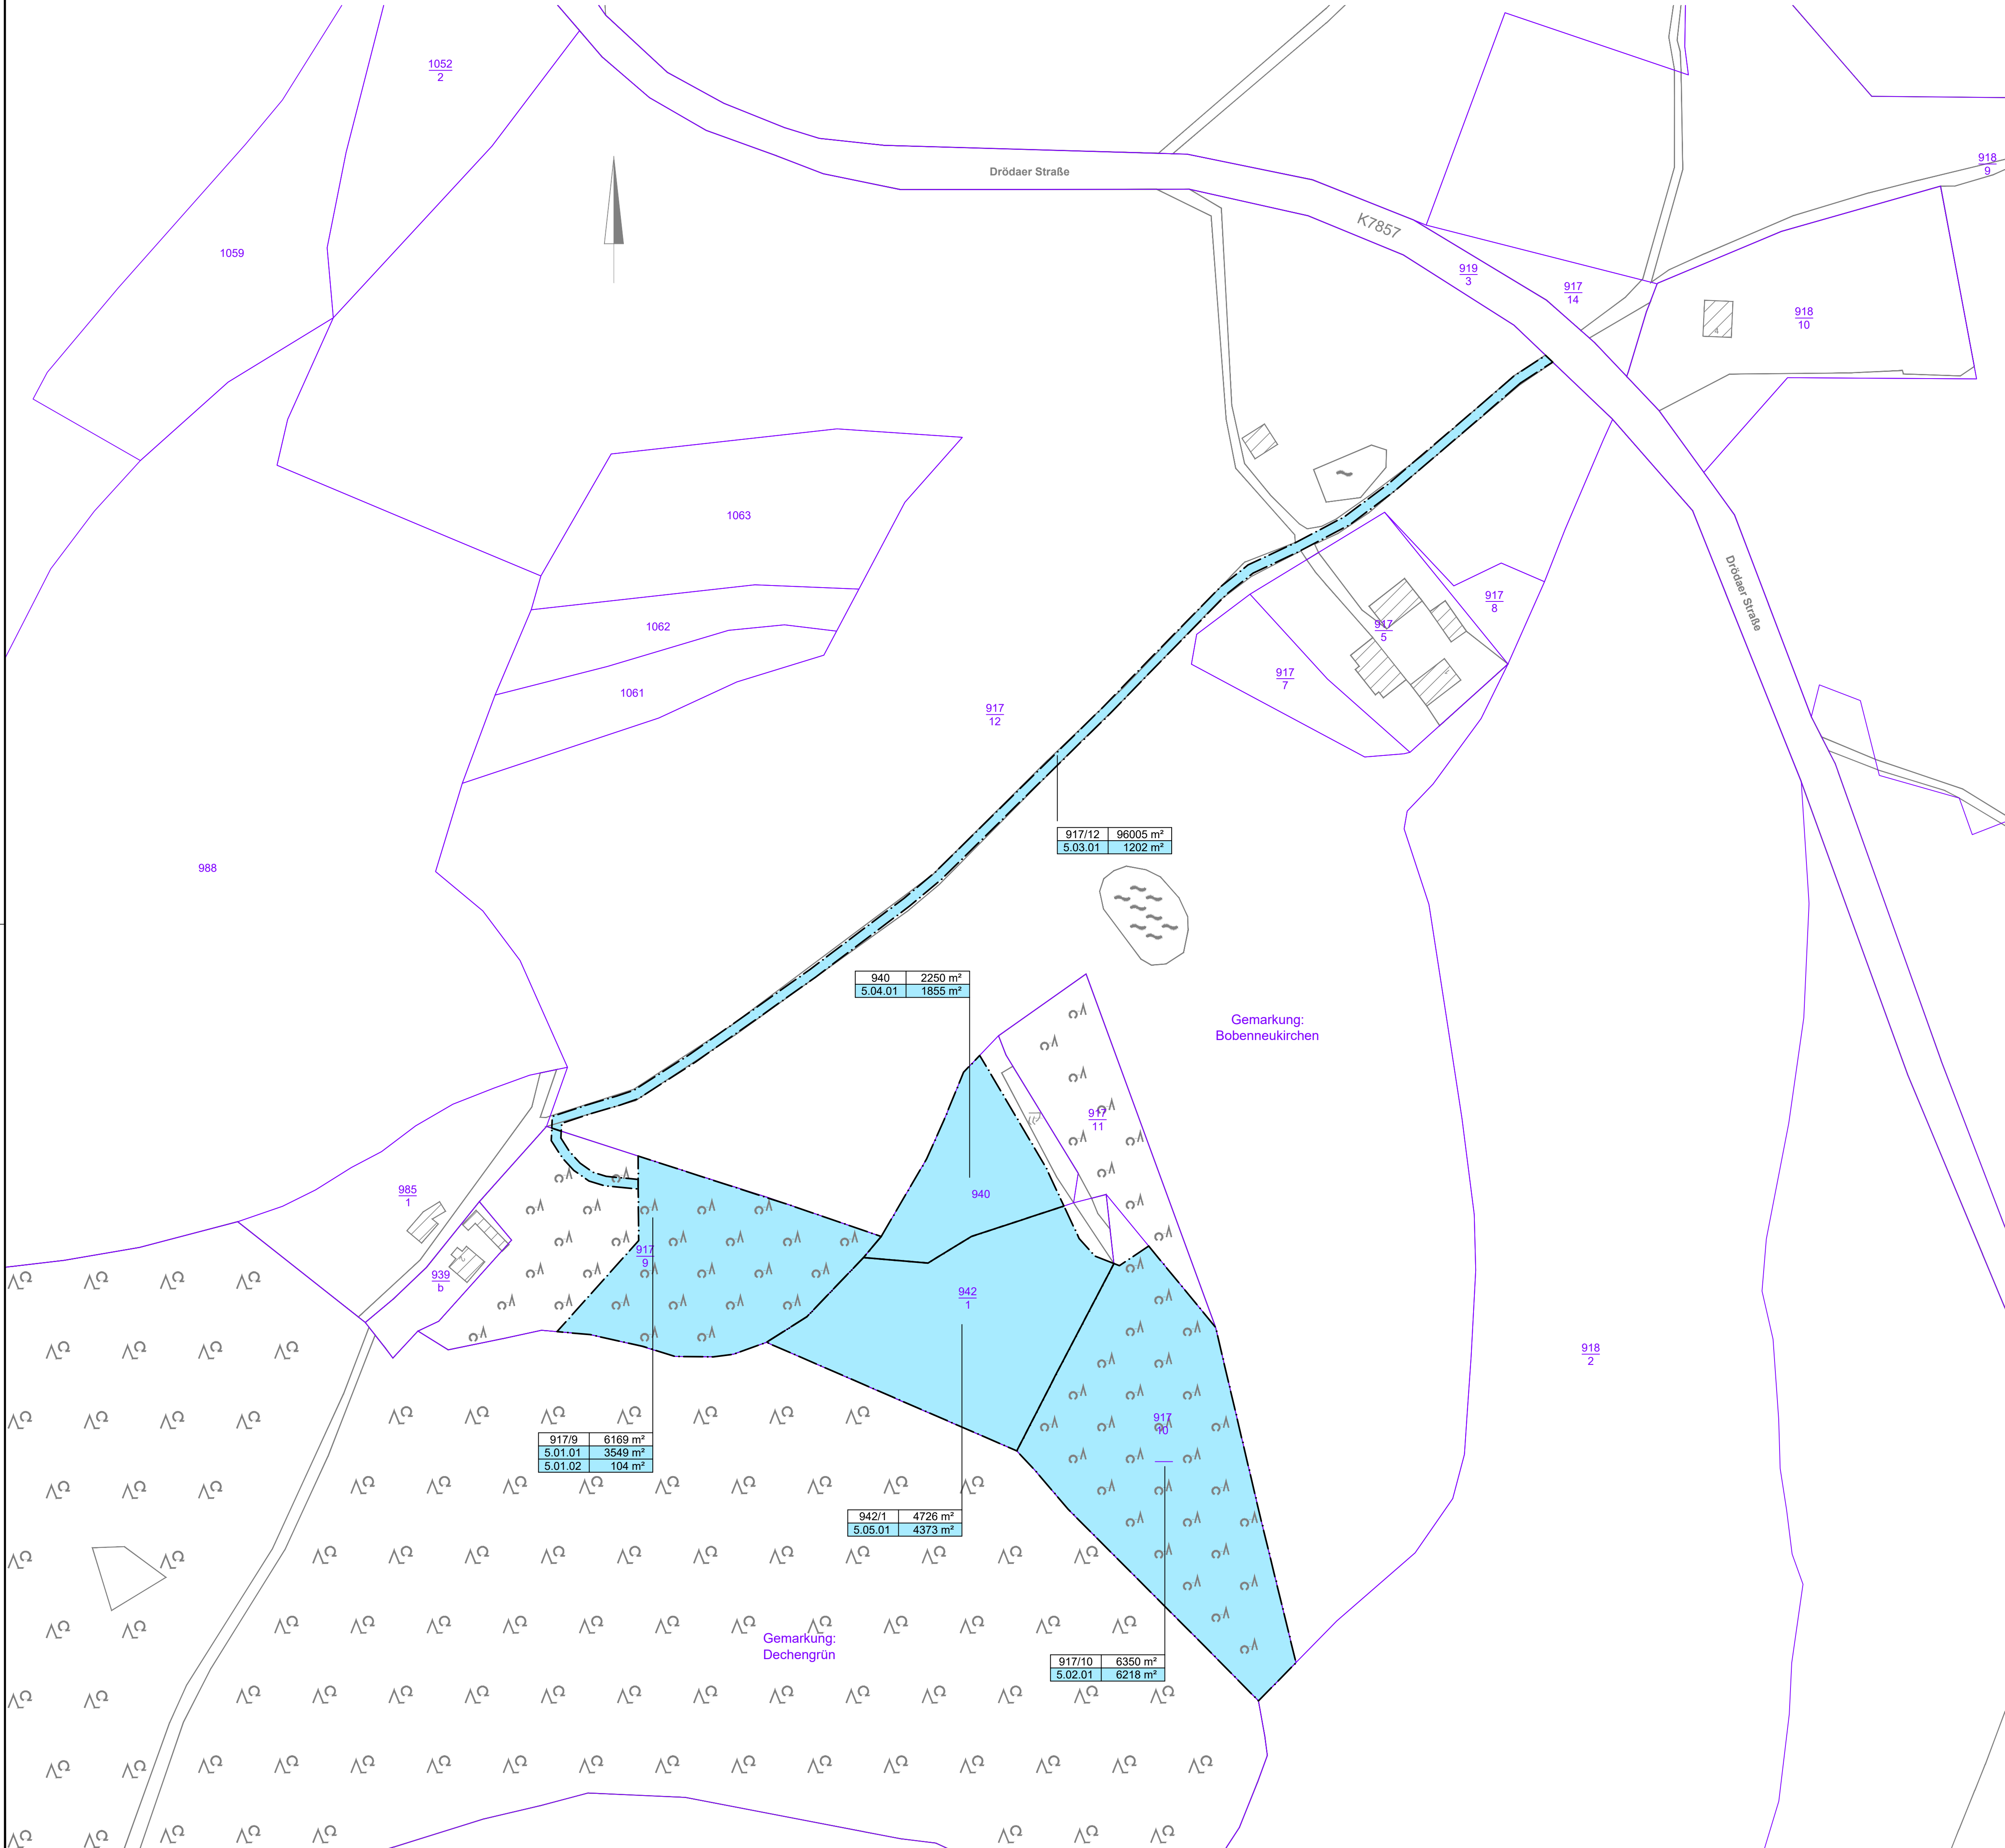 1052
2
Drödaer Straße
918
9
K7857
1059
919
3
917
14
918
10
4
1063
917
8
1062
917
5
Drödaer Straße
917
7
1061
917
12
917/12 96005 m²
5.03.01 1202 m²
988
940 2250 m²
5.04.01 1855 m²
Gemarkung:
Bobenneukirchen
917
11
985
1
940
917
9
939
b
942
1
918
2
917
10
917/9 6169 m²
5.01.01 3549 m²
5.01.02 104 m²
942/1 4726 m²
5.05.01 4373 m²
Gemarkung:
Dechengrün
917/10 6350 m²
5.02.01 6218 m²